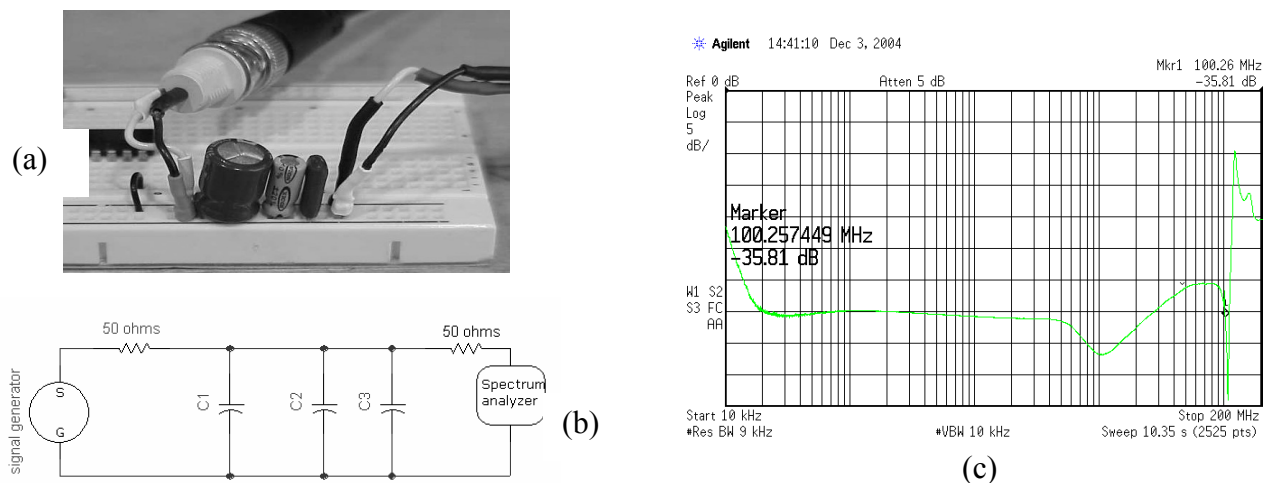 (a)
50 ohms
50 ohms
signal generator
S
G
C1
C2
C3
Spectrum
analyzer
(b)
Agilent 14:41:10 Dec 3, 2004
Mkr1 100.26 MHz
Ref 0 dB Atten 5 dB -35.81 dB
Peak
Log
5
dB/
Marker
100.257449 MHz
-35.81 dB
W1 S2
S3 FC
AA
Start 10 kHz Stop 200 MHz
#Res BW 9 kHz #VBW 10 kHz Sweep 10.35 s (2525 pts)
(c)